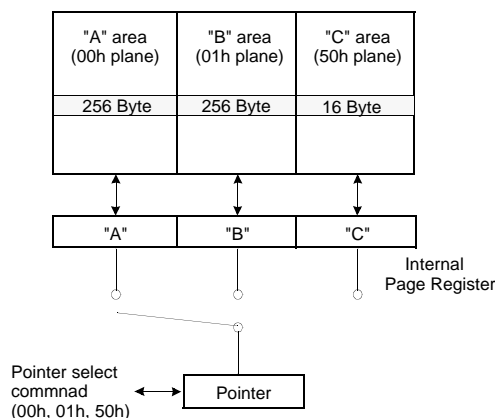 "A" area
(00h plane)
"B" area
(01h plane)
"C" area
(50h plane)
256 Byte
256 Byte
16 Byte
"A"
"B"
"C"
Internal
Page Register
Pointer select
commnad
(00h, 01h, 50h)
Pointer